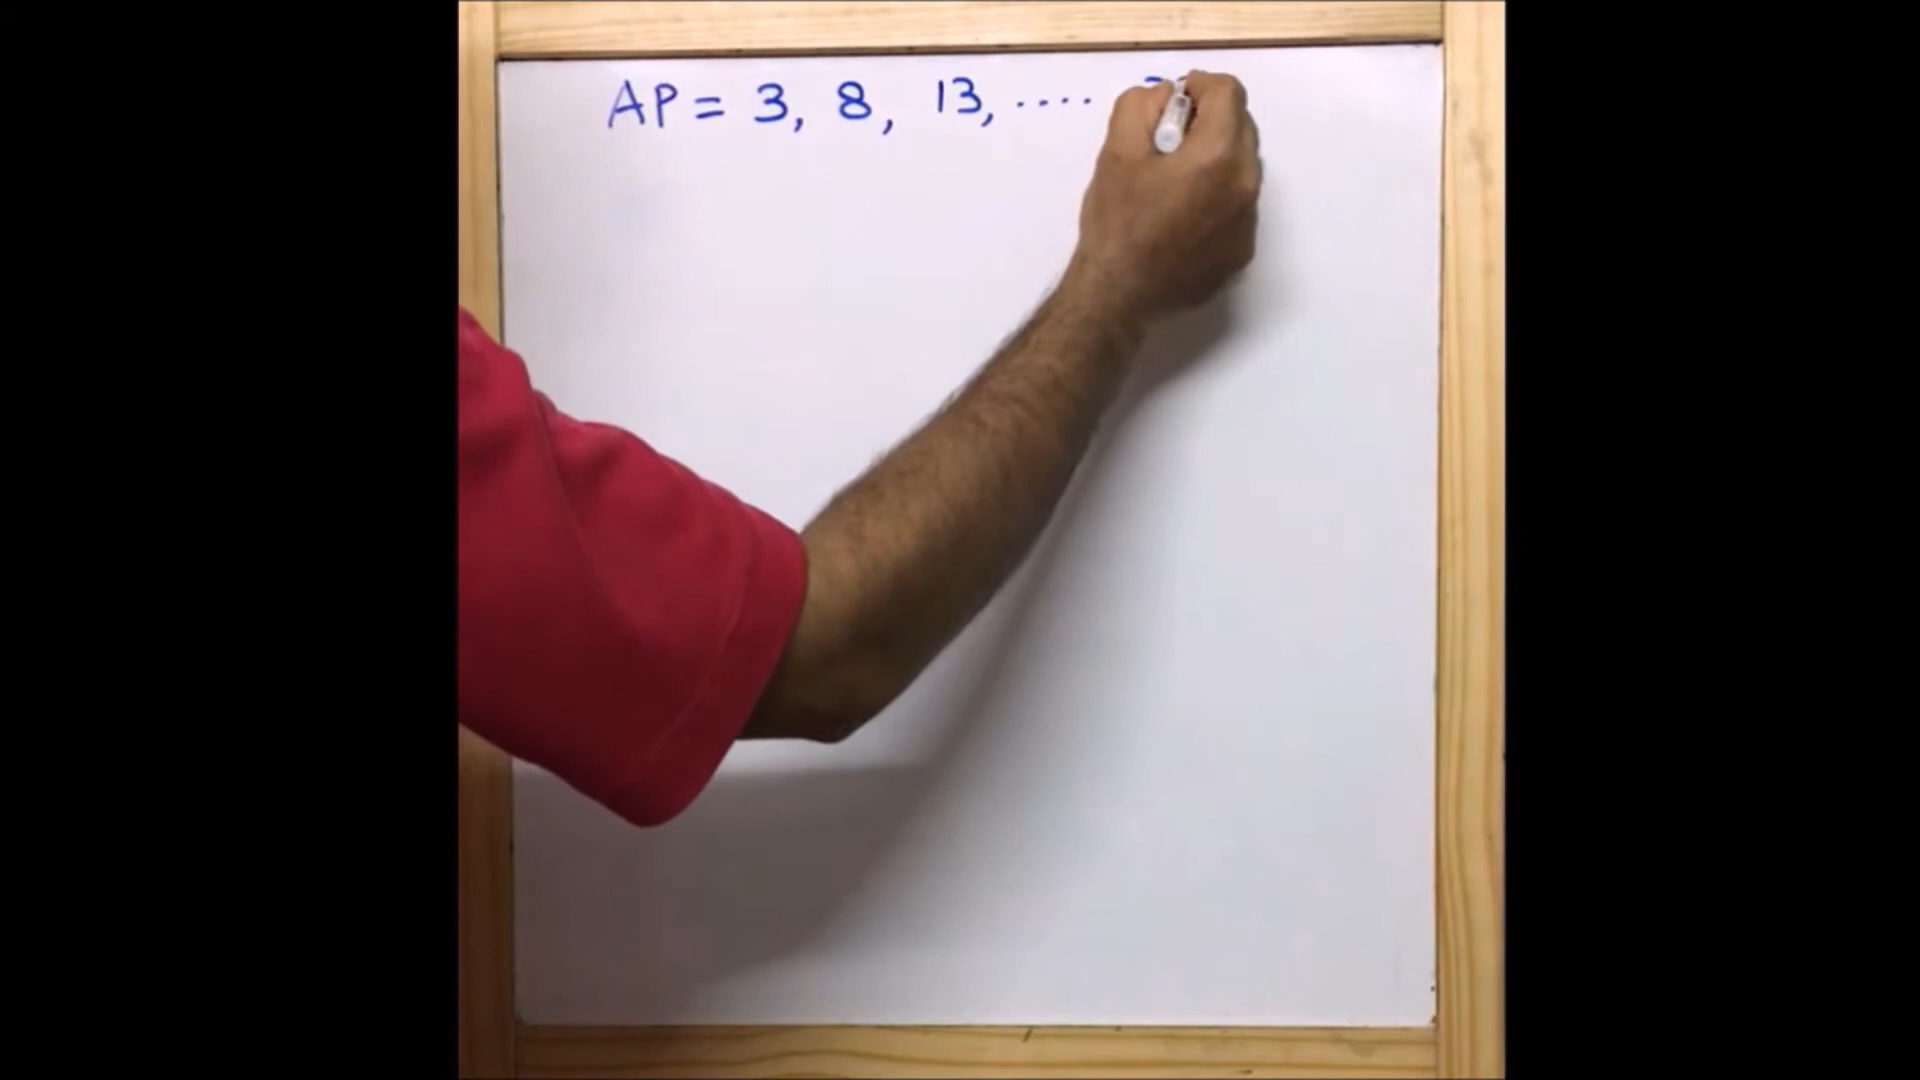 AP = 3, 8, 13, ....